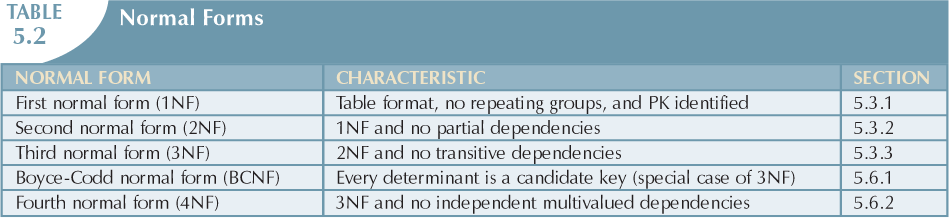 TABLE 5.2
Normal Forms
NORMAL FORM CHARACTERISTIC SECTION
First normal form (1NF) Table format, no repeating groups, and PK identified 5.3.1
Second normal form (2NF) 1NF and no partial dependencies 5.3.2
Third normal form (3NF) 2NF and no transitive dependencies 5.3.3
Boyce-Codd normal form (BCNF) Every determinant is a candidate key (special case of 3NF) 5.6.1
Fourth normal form (4NF) 3NF and no independent multivalued dependencies 5.6.2